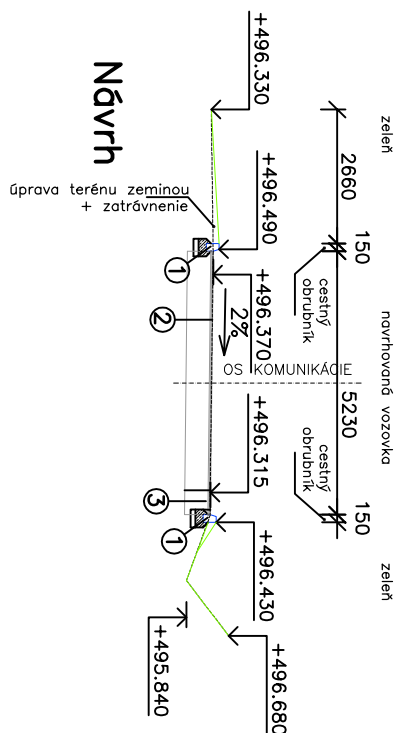 Návrh
zeleň
navrhovaná vozovka
zeleň
2660
150
5230
150
cestný
obrubník
cestný
obrubník
OS KOMUNIKÁCIE
+496.330
+496.490
+496.370
2%
+496.315
+496.430
+496.680
+495.840
úprava terénu zeminou
+ zatrávnenie
1
2
3
1